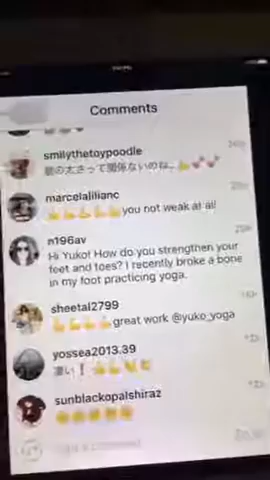 Comments
smilythetoypoodle
腕の太さって関係ないのね...👍💕💕
marcelalilianc
💪💪💪💪💪you not weak at all
n196av
Hi Yuko! How do you strengthen your
feet and toes? I recently broke a bone
in my foot practicing yoga.
sheetal2799
💪💪💪💪great work @yuko_yoga
yossea2013.39
凄い❗
sunblackopalshiraz